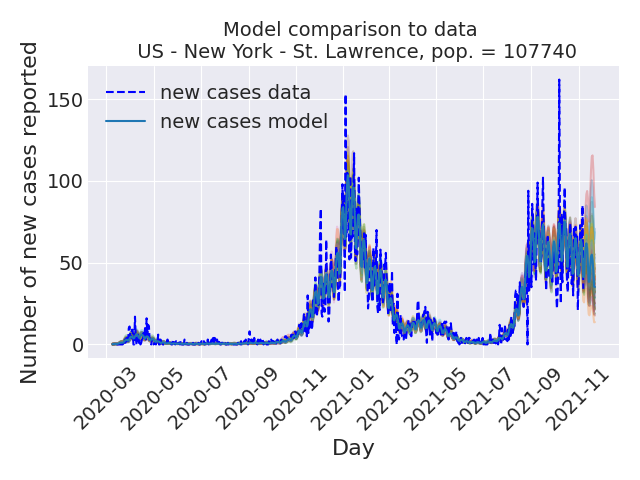 Model comparison to data
US - New York - St. Lawrence, pop. = 107740
Number of new cases reported
150
100
50
0
new cases data
new cases model
2020-03
2020-05
2020-07
2020-09
2020-11
2021-01
2021-03
2021-05
2021-07
2021-09
2021-11
Day